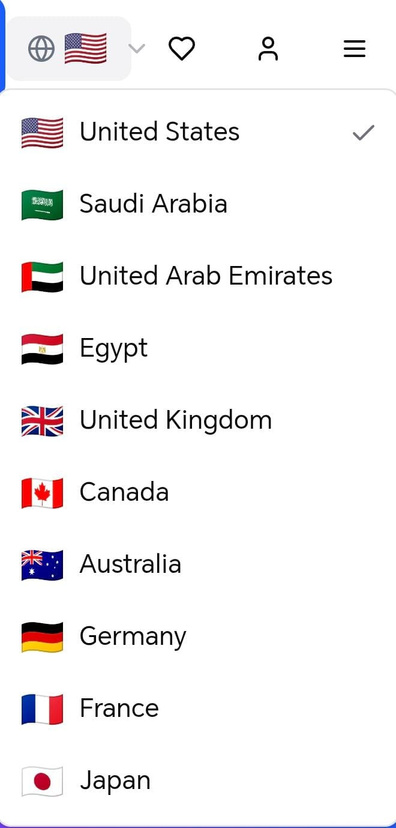 United States
Saudi Arabia
United Arab Emirates
Egypt
United Kingdom
Canada
Australia
Germany
France
Japan